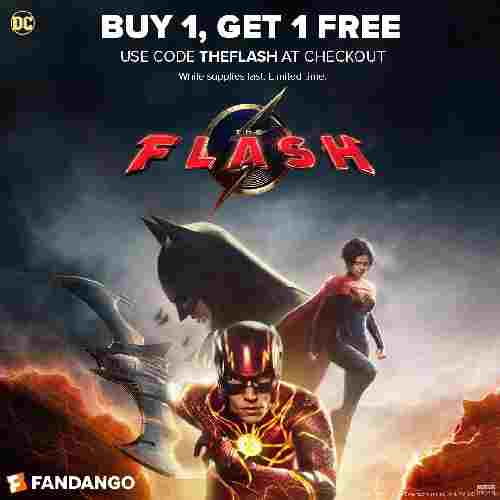 DC
BUY 1, GET 1 FREE
USE CODE THEFLASH AT CHECKOUT
While supplies last. Limited time.
THE
FLASH
FANDANGO